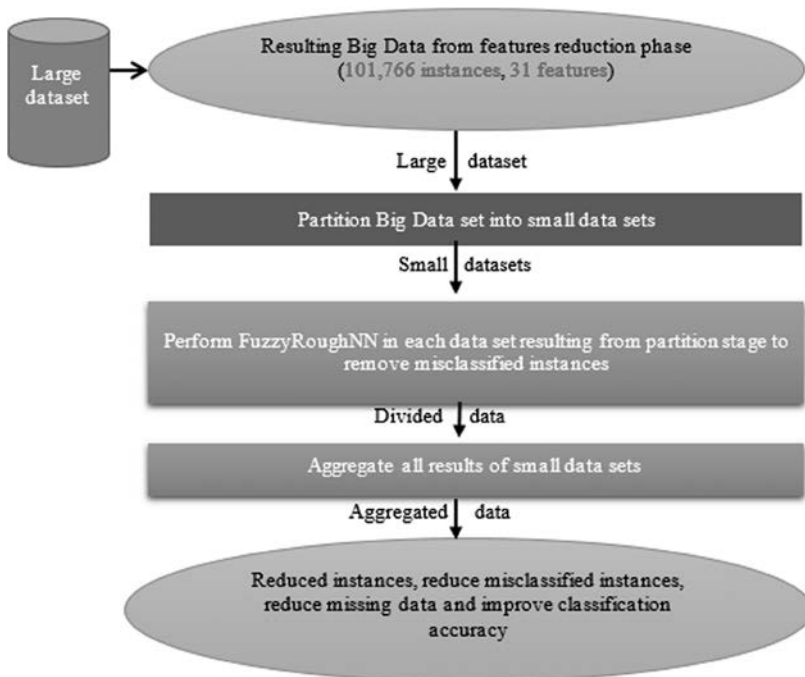 Large
dataset
Resulting Big Data from features reduction phase
(101,766 instances, 31 features)
Large dataset
Partition Big Data set into small data sets
Small datasets
Perform FuzzyRoughNN in each data set resulting from partition stage to
remove misclassified instances
Divided data
Aggregate all results of small data sets
Aggregated data
Reduced instances, reduce misclassified instances,
reduce missing data and improve classification
accuracy